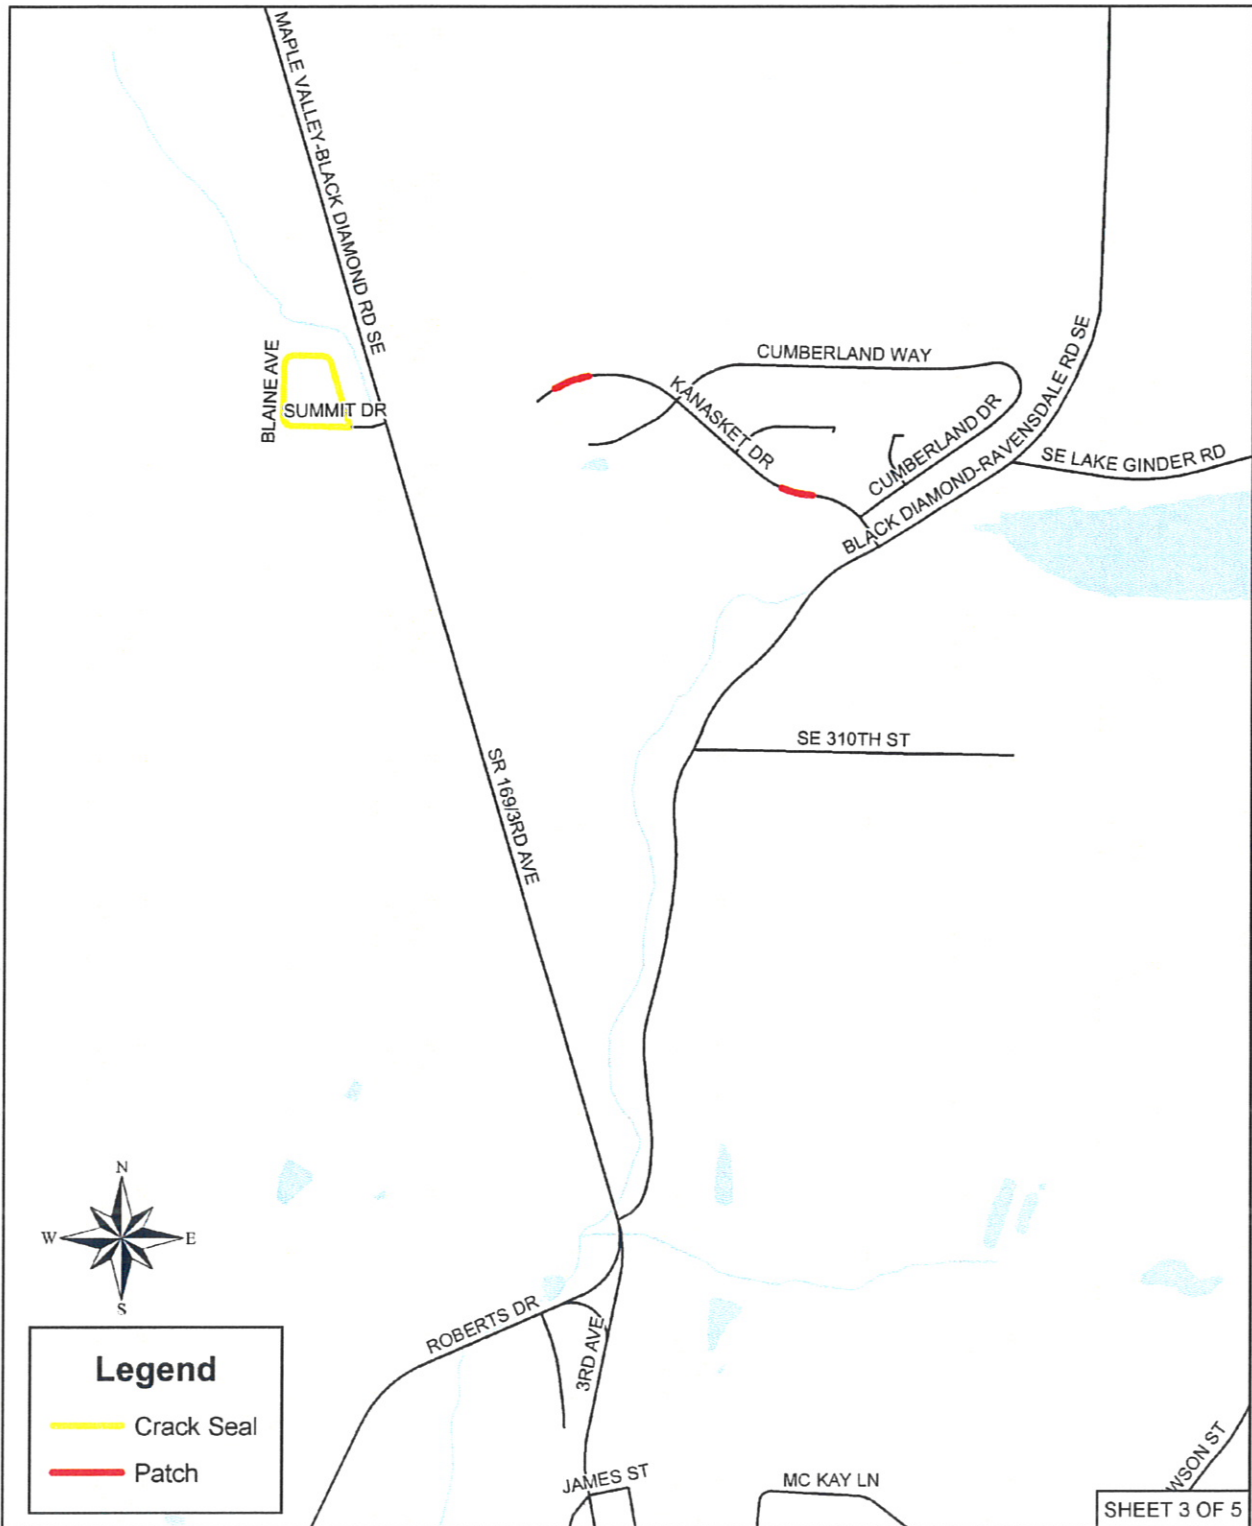 MAPLE VALLEY-BLACK DIAMOND RD SE
BLAINE AVE
SUMMIT DR
CUMBERLAND WAY
KANASKET DR
CUMBERLAND DR
BLACK DIAMOND-RAVENSDALE RD SE
SE LAKE GINDER RD
SE 310TH ST
SR 169/3RD AVE
N
W
E
S
ROBERTS DR
3RD AVE
Legend
Crack Seal
Patch
JAMES ST
MC KAY LN
WSON ST
SHEET 3 OF 5